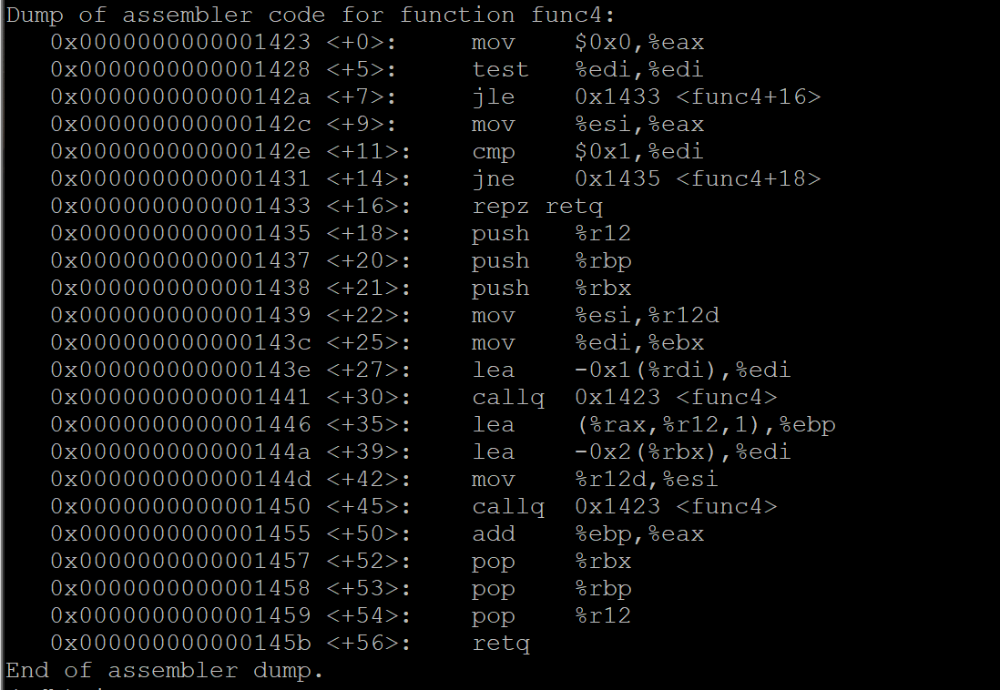 Dump of assembler code for function func4:
   0x0000000000001423 <+0>:     mov    $0x0,%eax
   0x0000000000001428 <+5>:     test   %edi,%edi
   0x000000000000142a <+7>:     jle    0x1433 <func4+16>
   0x000000000000142c <+9>:     mov    %esi,%eax
   0x000000000000142e <+11>:    cmp    $0x1,%edi
   0x0000000000001431 <+14>:    jne    0x1435 <func4+18>
   0x0000000000001433 <+16>:    repz retq
   0x0000000000001435 <+18>:    push   %r12
   0x0000000000001437 <+20>:    push   %rbp
   0x0000000000001438 <+21>:    push   %rbx
   0x0000000000001439 <+22>:    mov    %esi,%r12d
   0x000000000000143c <+25>:    mov    %edi,%ebx
   0x000000000000143e <+27>:    lea    -0x1(%rdi),%edi
   0x0000000000001441 <+30>:    callq  0x1423 <func4>
   0x0000000000001446 <+35>:    lea    (%rax,%r12,1),%ebp
   0x000000000000144a <+39>:    lea    -0x2(%rbx),%edi
   0x000000000000144d <+42>:    mov    %r12d,%esi
   0x0000000000001450 <+45>:    callq  0x1423 <func4>
   0x0000000000001455 <+50>:    add    %ebp,%eax
   0x0000000000001457 <+52>:    pop    %rbx
   0x0000000000001458 <+53>:    pop    %rbp
   0x0000000000001459 <+54>:    pop    %r12
   0x000000000000145b <+56>:    retq
End of assembler dump.